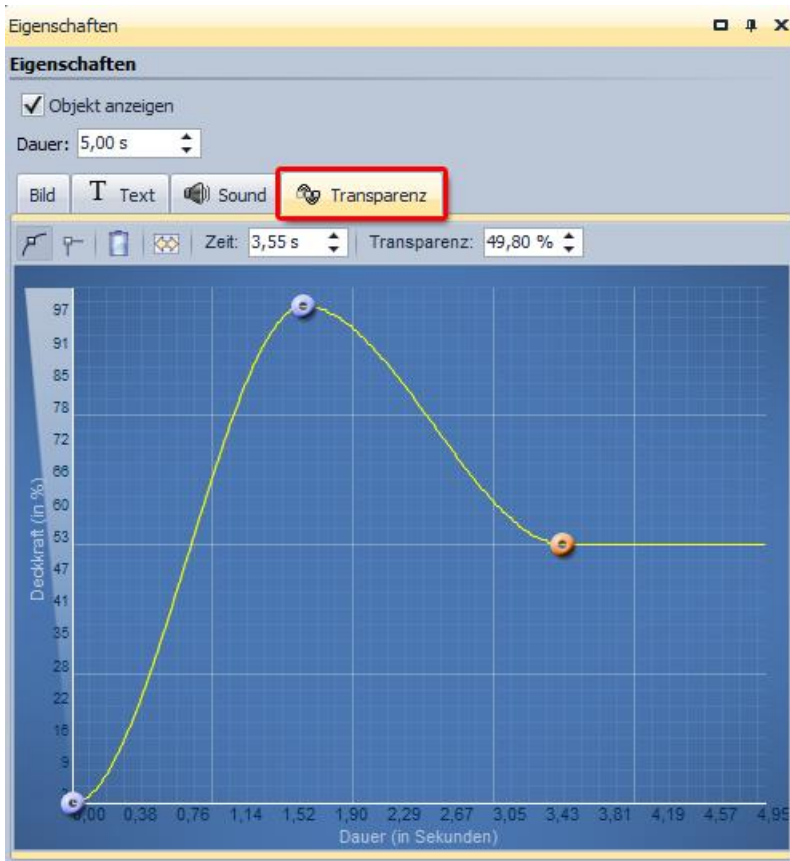 Eigenschaften
Eigenschaften
Objekt anzeigen
Dauer: 5,00 s
Bild T Text Sound Transparenz
Zeit: 3,55 s Transparenz: 49,80 %
97
91
85
78
72
66
60
53
47
41
35
28
22
16
9
Deckkraft (in %)
0,00 0,38 0,76 1,14 1,52 1,90 2,29 2,67 3,05 3,43 3,81 4,19 4,57 4,95
Dauer (in Sekunden)